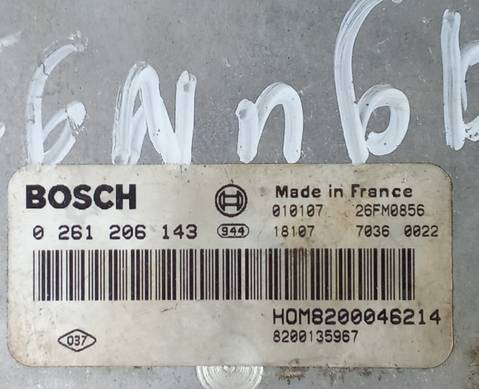 BOSCH
Made in France
010107 26FM0856
0 261 206 143 944 18107 7036 0022
HOM8200046214
037 8200135967